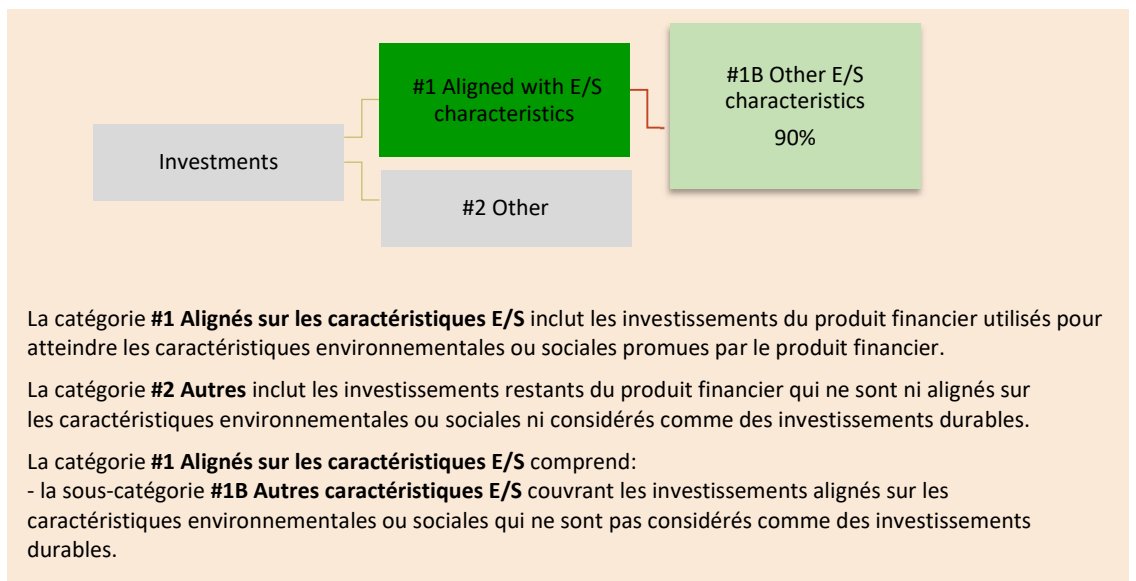 #1 Aligned with E/S
characteristics
#1B Other E/S
characteristics
90%
Investments
#2 Other
La catégorie #1 Alignés sur les caractéristiques E/S inclut les investissements du produit financier utilisés pour
atteindre les caractéristiques environnementales ou sociales promues par le produit financier.
La catégorie #2 Autres inclut les investissements restants du produit financier qui ne sont ni alignés sur
les caractéristiques environnementales ou sociales ni considérés comme des investissements durables.
La catégorie #1 Alignés sur les caractéristiques E/S comprend:
- la sous-catégorie #1B Autres caractéristiques E/S couvrant les investissements alignés sur les
caractéristiques environnementales ou sociales qui ne sont pas considérés comme des investissements
durables.